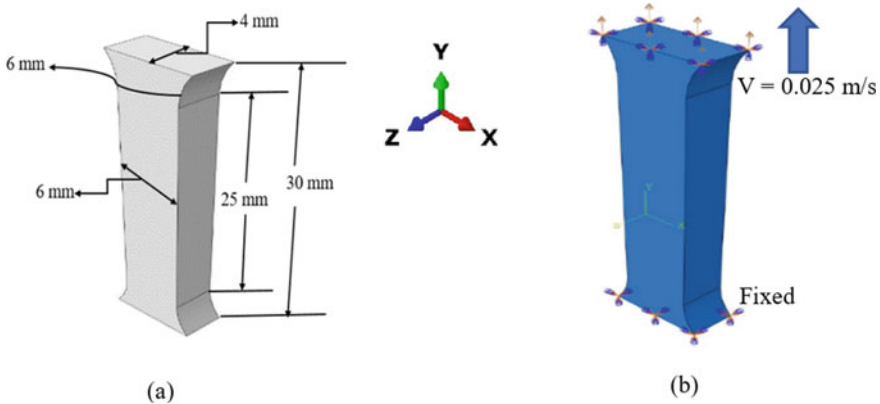 4 mm
6 mm
6 mm
25 mm
30 mm
Y
Z
X
V = 0.025 m/s
Y
Fixed
(a)
(b)